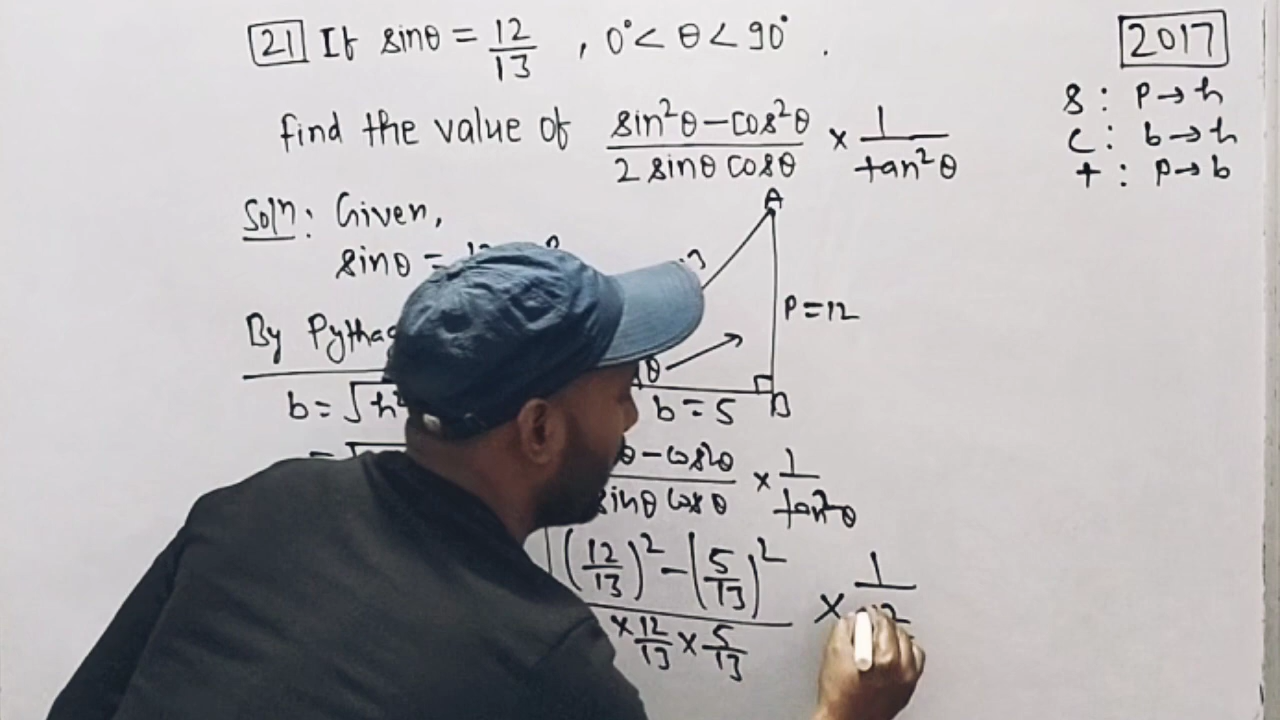 21 If sinθ = 12/13 , 0° < θ < 90° .
2017
find the value of sin²θ-cos²θ/2 sinθ cosθ × 1/tan²θ
s : p→h
c : b→h
t : p→b
Soln: Given,
sinθ =
A
P=12
By
θ
b=
b=5
B
=
θ-cos²θ/sinθ cosθ × 1/tan²θ
(12/13)² - (5/13)²/× 12/13 × 5/13 × 1/